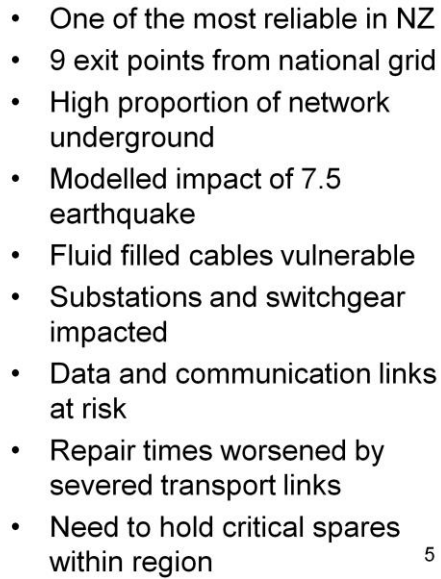 • One of the most reliable in NZ
• 9 exit points from national grid
• High proportion of network
underground
• Modelled impact of 7.5
earthquake
• Fluid filled cables vulnerable
• Substations and switchgear
impacted
• Data and communication links
at risk
• Repair times worsened by
severed transport links
• Need to hold critical spares
within region
5